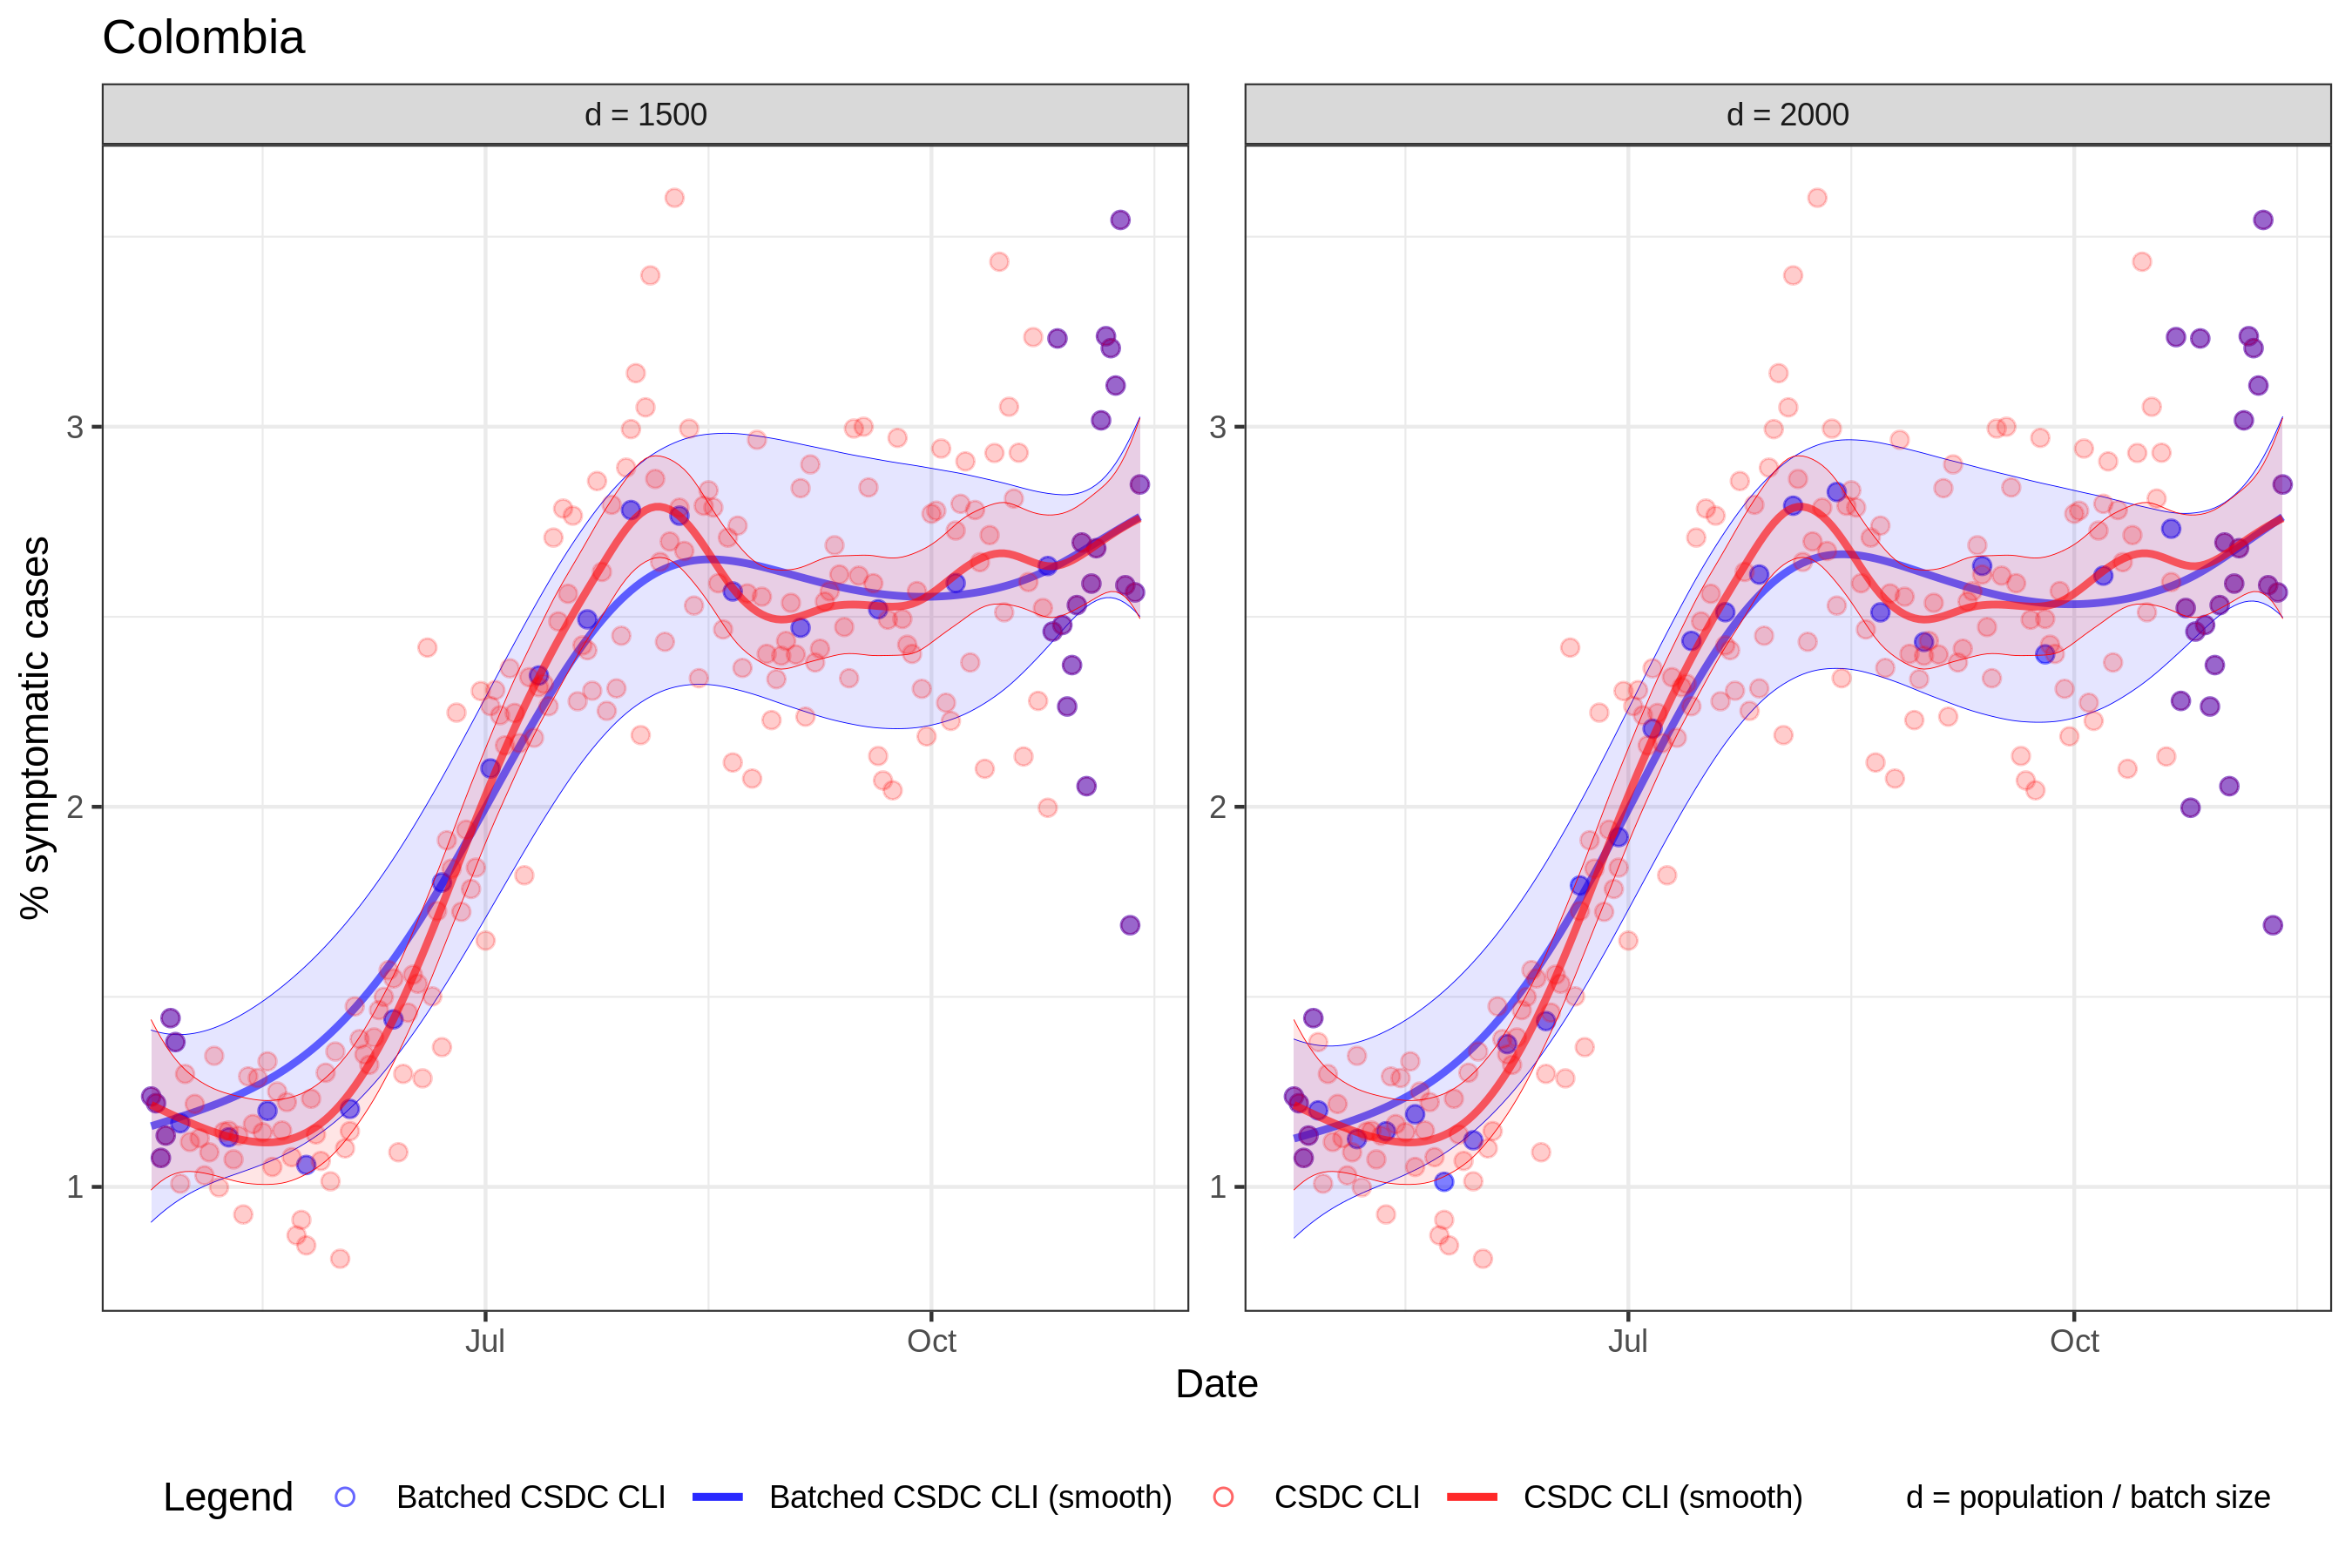 Colombia
d = 1500
d = 2000
% symptomatic cases
3
2
1
3
2
1
Jul
Oct
Jul
Oct
Date
Legend
Batched CSDC CLI
Batched CSDC CLI (smooth)
CSDC CLI
CSDC CLI (smooth)
d = population / batch size